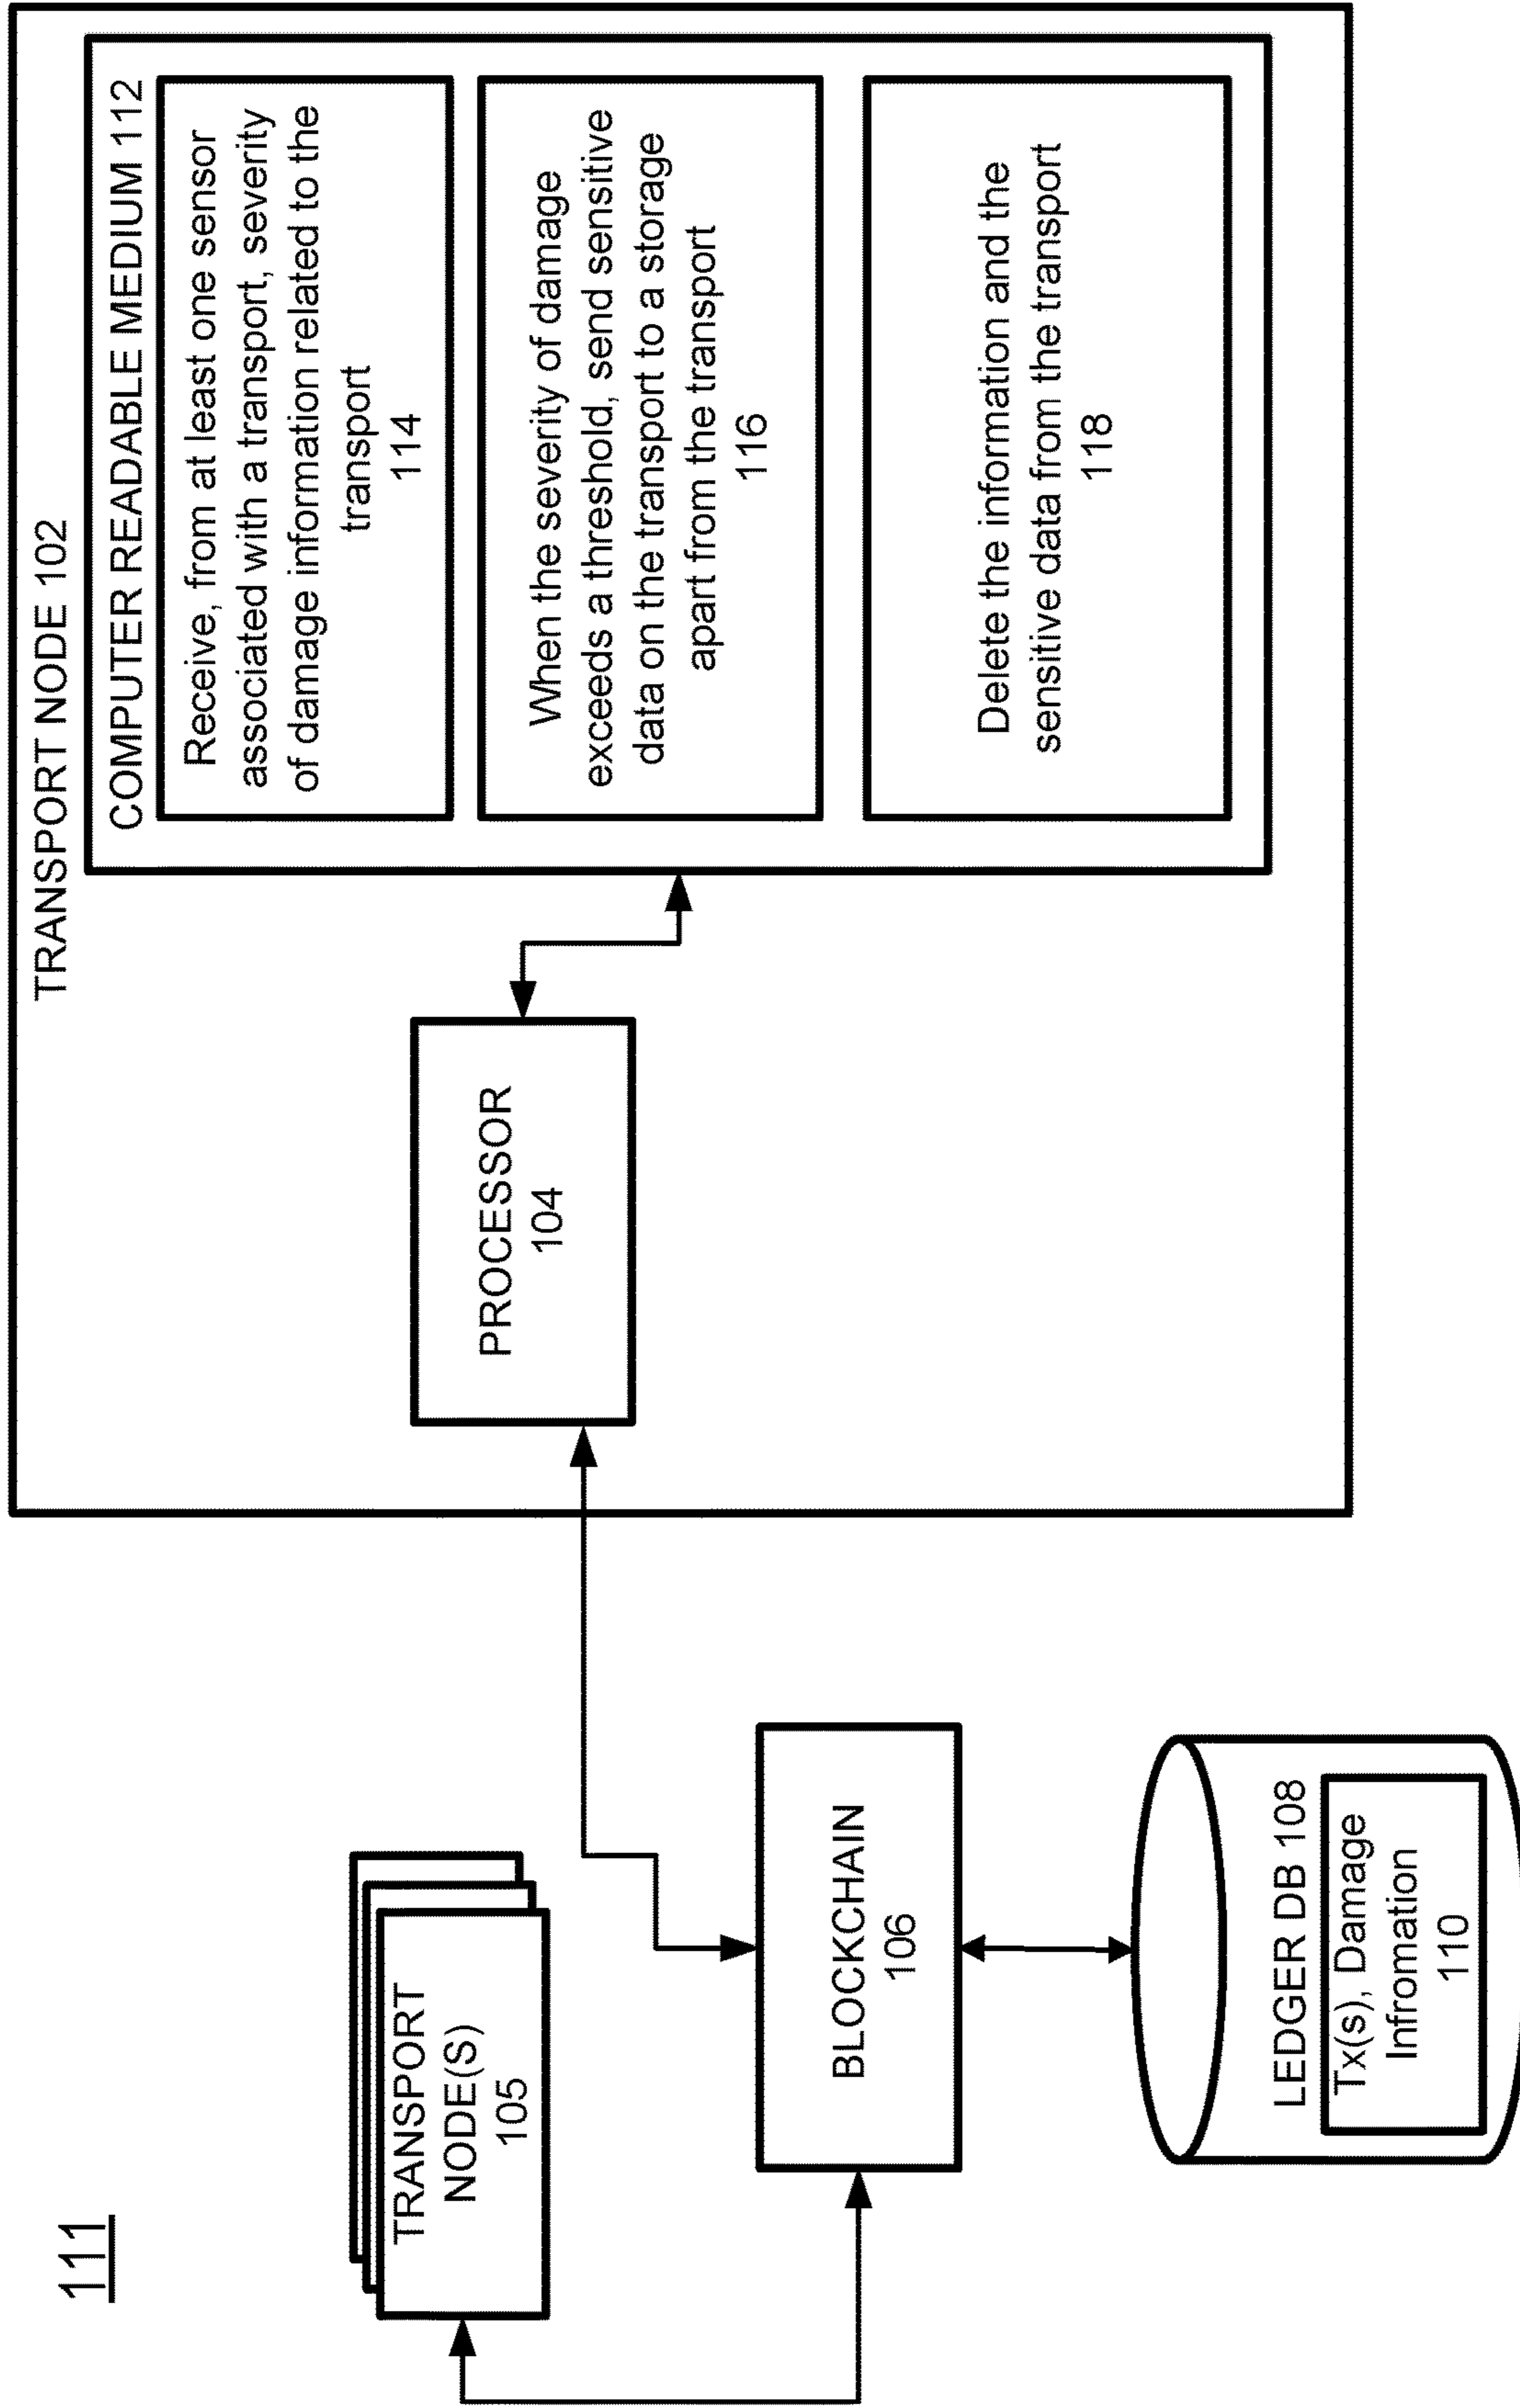 111
TRANSPORT
NODE(S)
105
BLOCKCHAIN
106
LEDGER DB 108
Tx(s), Damage
Infromation
110
TRANSPORT NODE 102
PROCESSOR
104
COMPUTER READABLE MEDIUM 112
Receive, from at least one sensor
associated with a transport, severity
of damage information related to the
transport
114
When the severity of damage
exceeds a threshold, send sensitive
data on the transport to a storage
apart from the transport
116
Delete the information and the
sensitive data from the transport
118